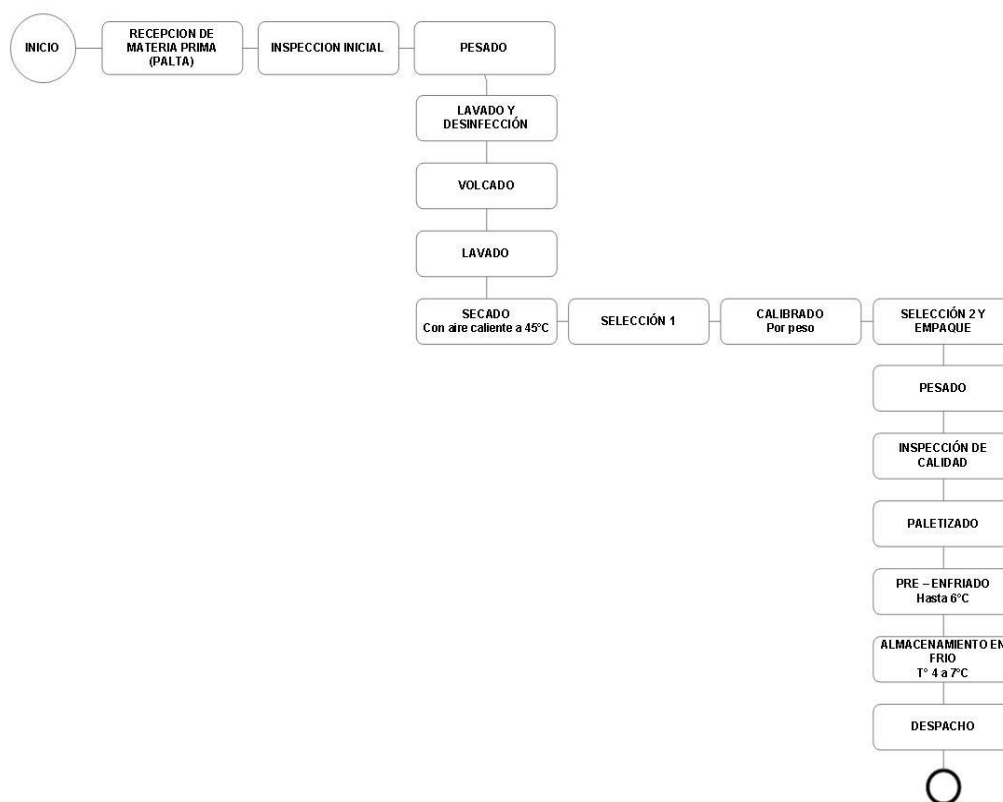 INICIO
RECEPCION DE
MATERIA PRIMA
(PALTA)
INSPECCION INICIAL
PESADO
LAVADO Y
DESINFECCIÓN
VOLCADO
LAVADO
SECADO
Con aire caliente a 45°C
SELECCIÓN 1
CALIBRADO
Por peso
SELECCIÓN 2 Y
EMPAQUE
PESADO
INSPECCIÓN DE
CALIDAD
PALETIZADO
PRE – ENFRIADO
Hasta 6°C
ALMACENAMIENTO EN
FRIO
T° 4 a 7°C
DESPACHO